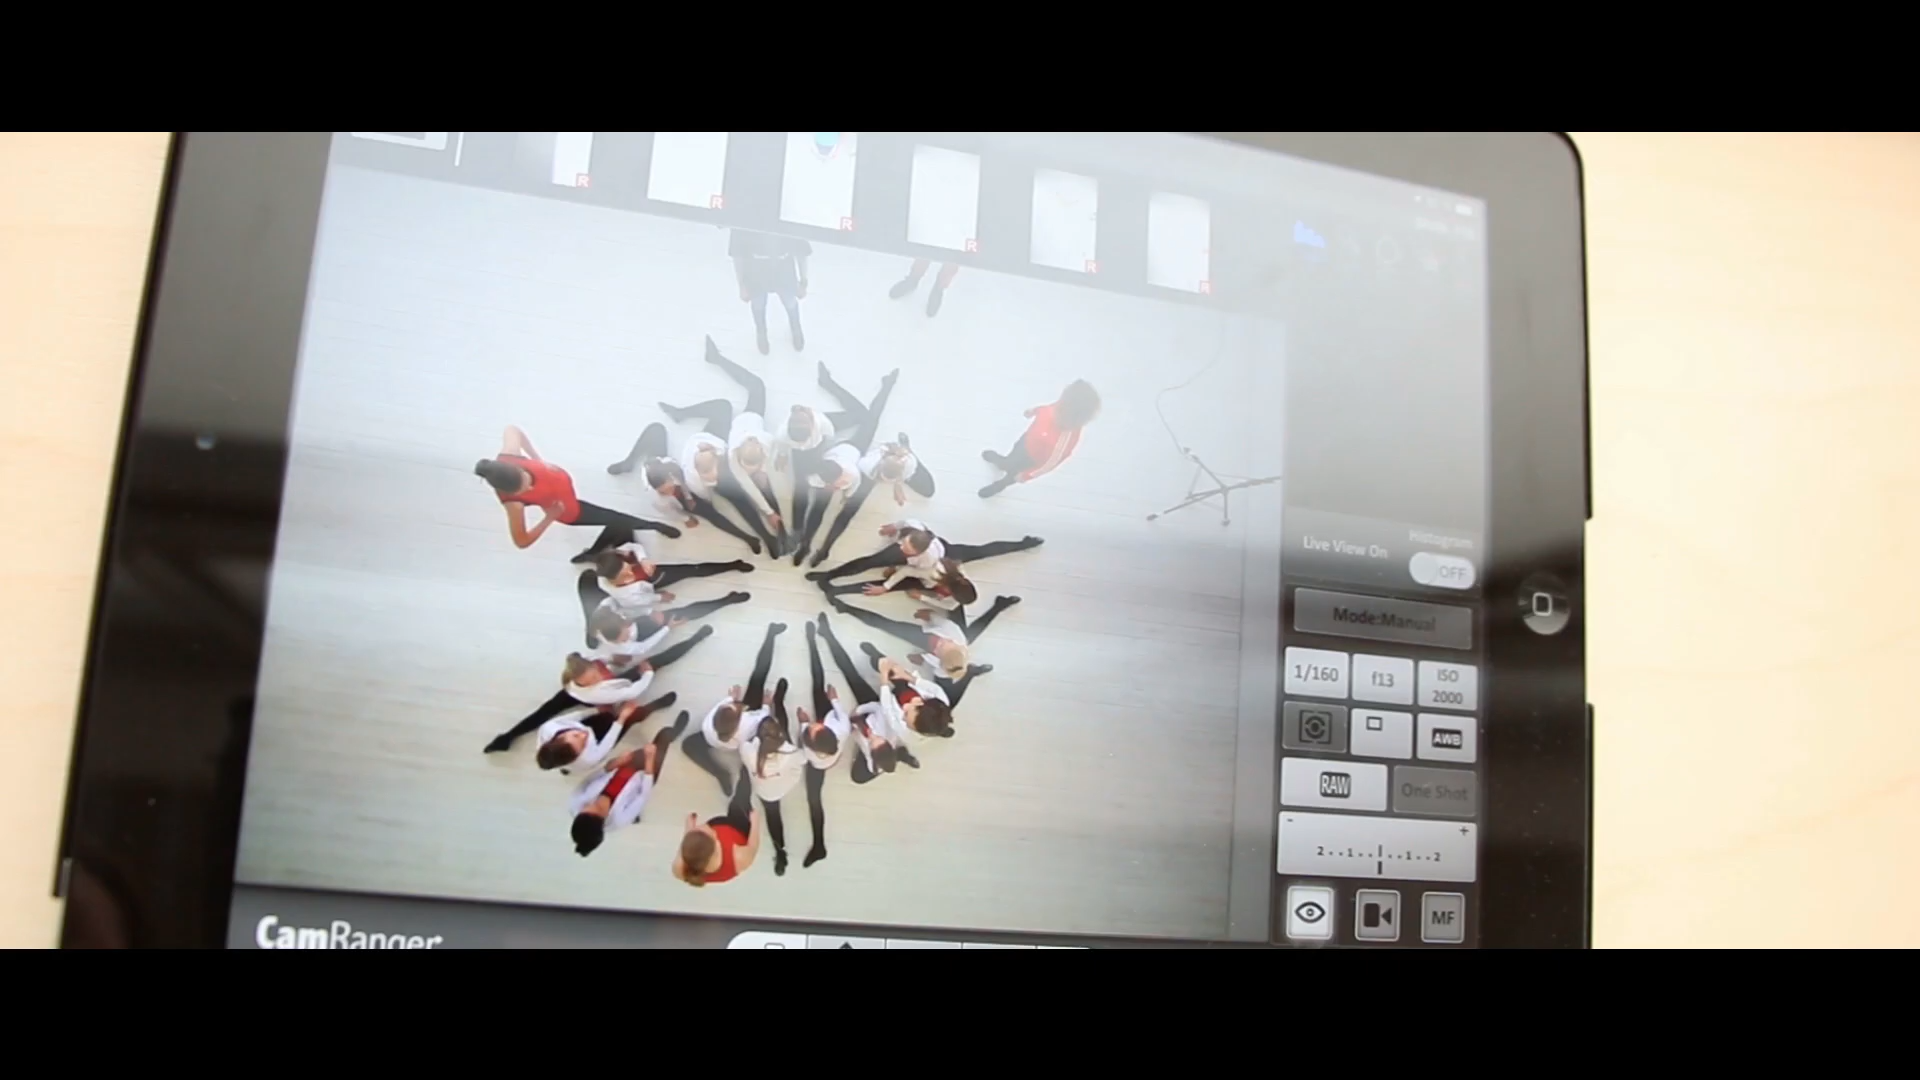 R
R
R
R
R
R
Histogram
Live View On
OFF
Mode:Manual
1/160
f13
ISO
2000
AWB
RAW
One Shot
- +
2..1..|..1..2
MF
CamRanger